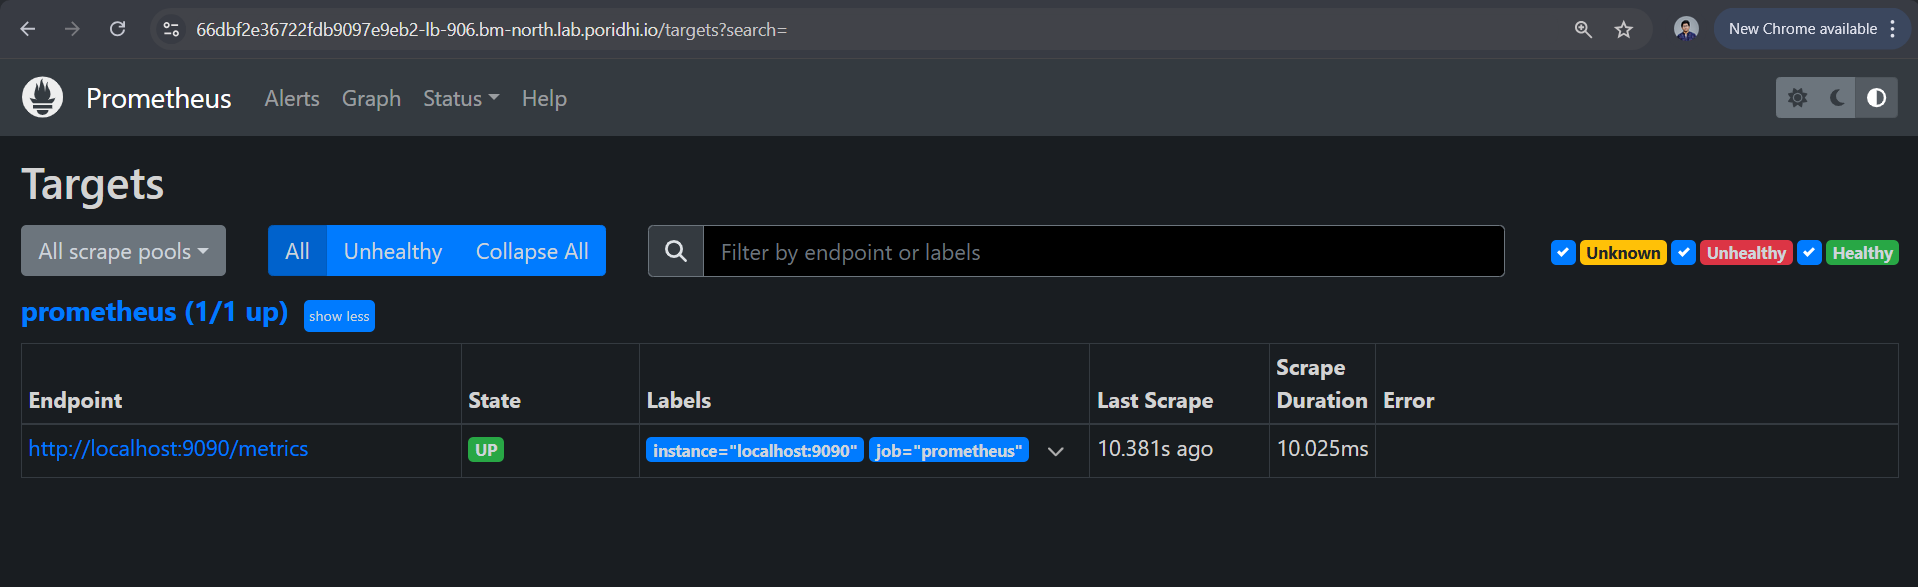 66dbf2e36722fdb9097e9eb2-lb-906.bm-north.lab.poridhi.io/targets?search=
New Chrome available
Prometheus Alerts Graph Status Help
Targets
All scrape pools
All Unhealthy Collapse All
Filter by endpoint or labels
Unknown Unhealthy Healthy
prometheus (1/1 up) show less
Endpoint State Labels Last Scrape Scrape Duration Error
http://localhost:9090/metrics UP instance="localhost:9090" job="prometheus" 10.381s ago 10.025ms